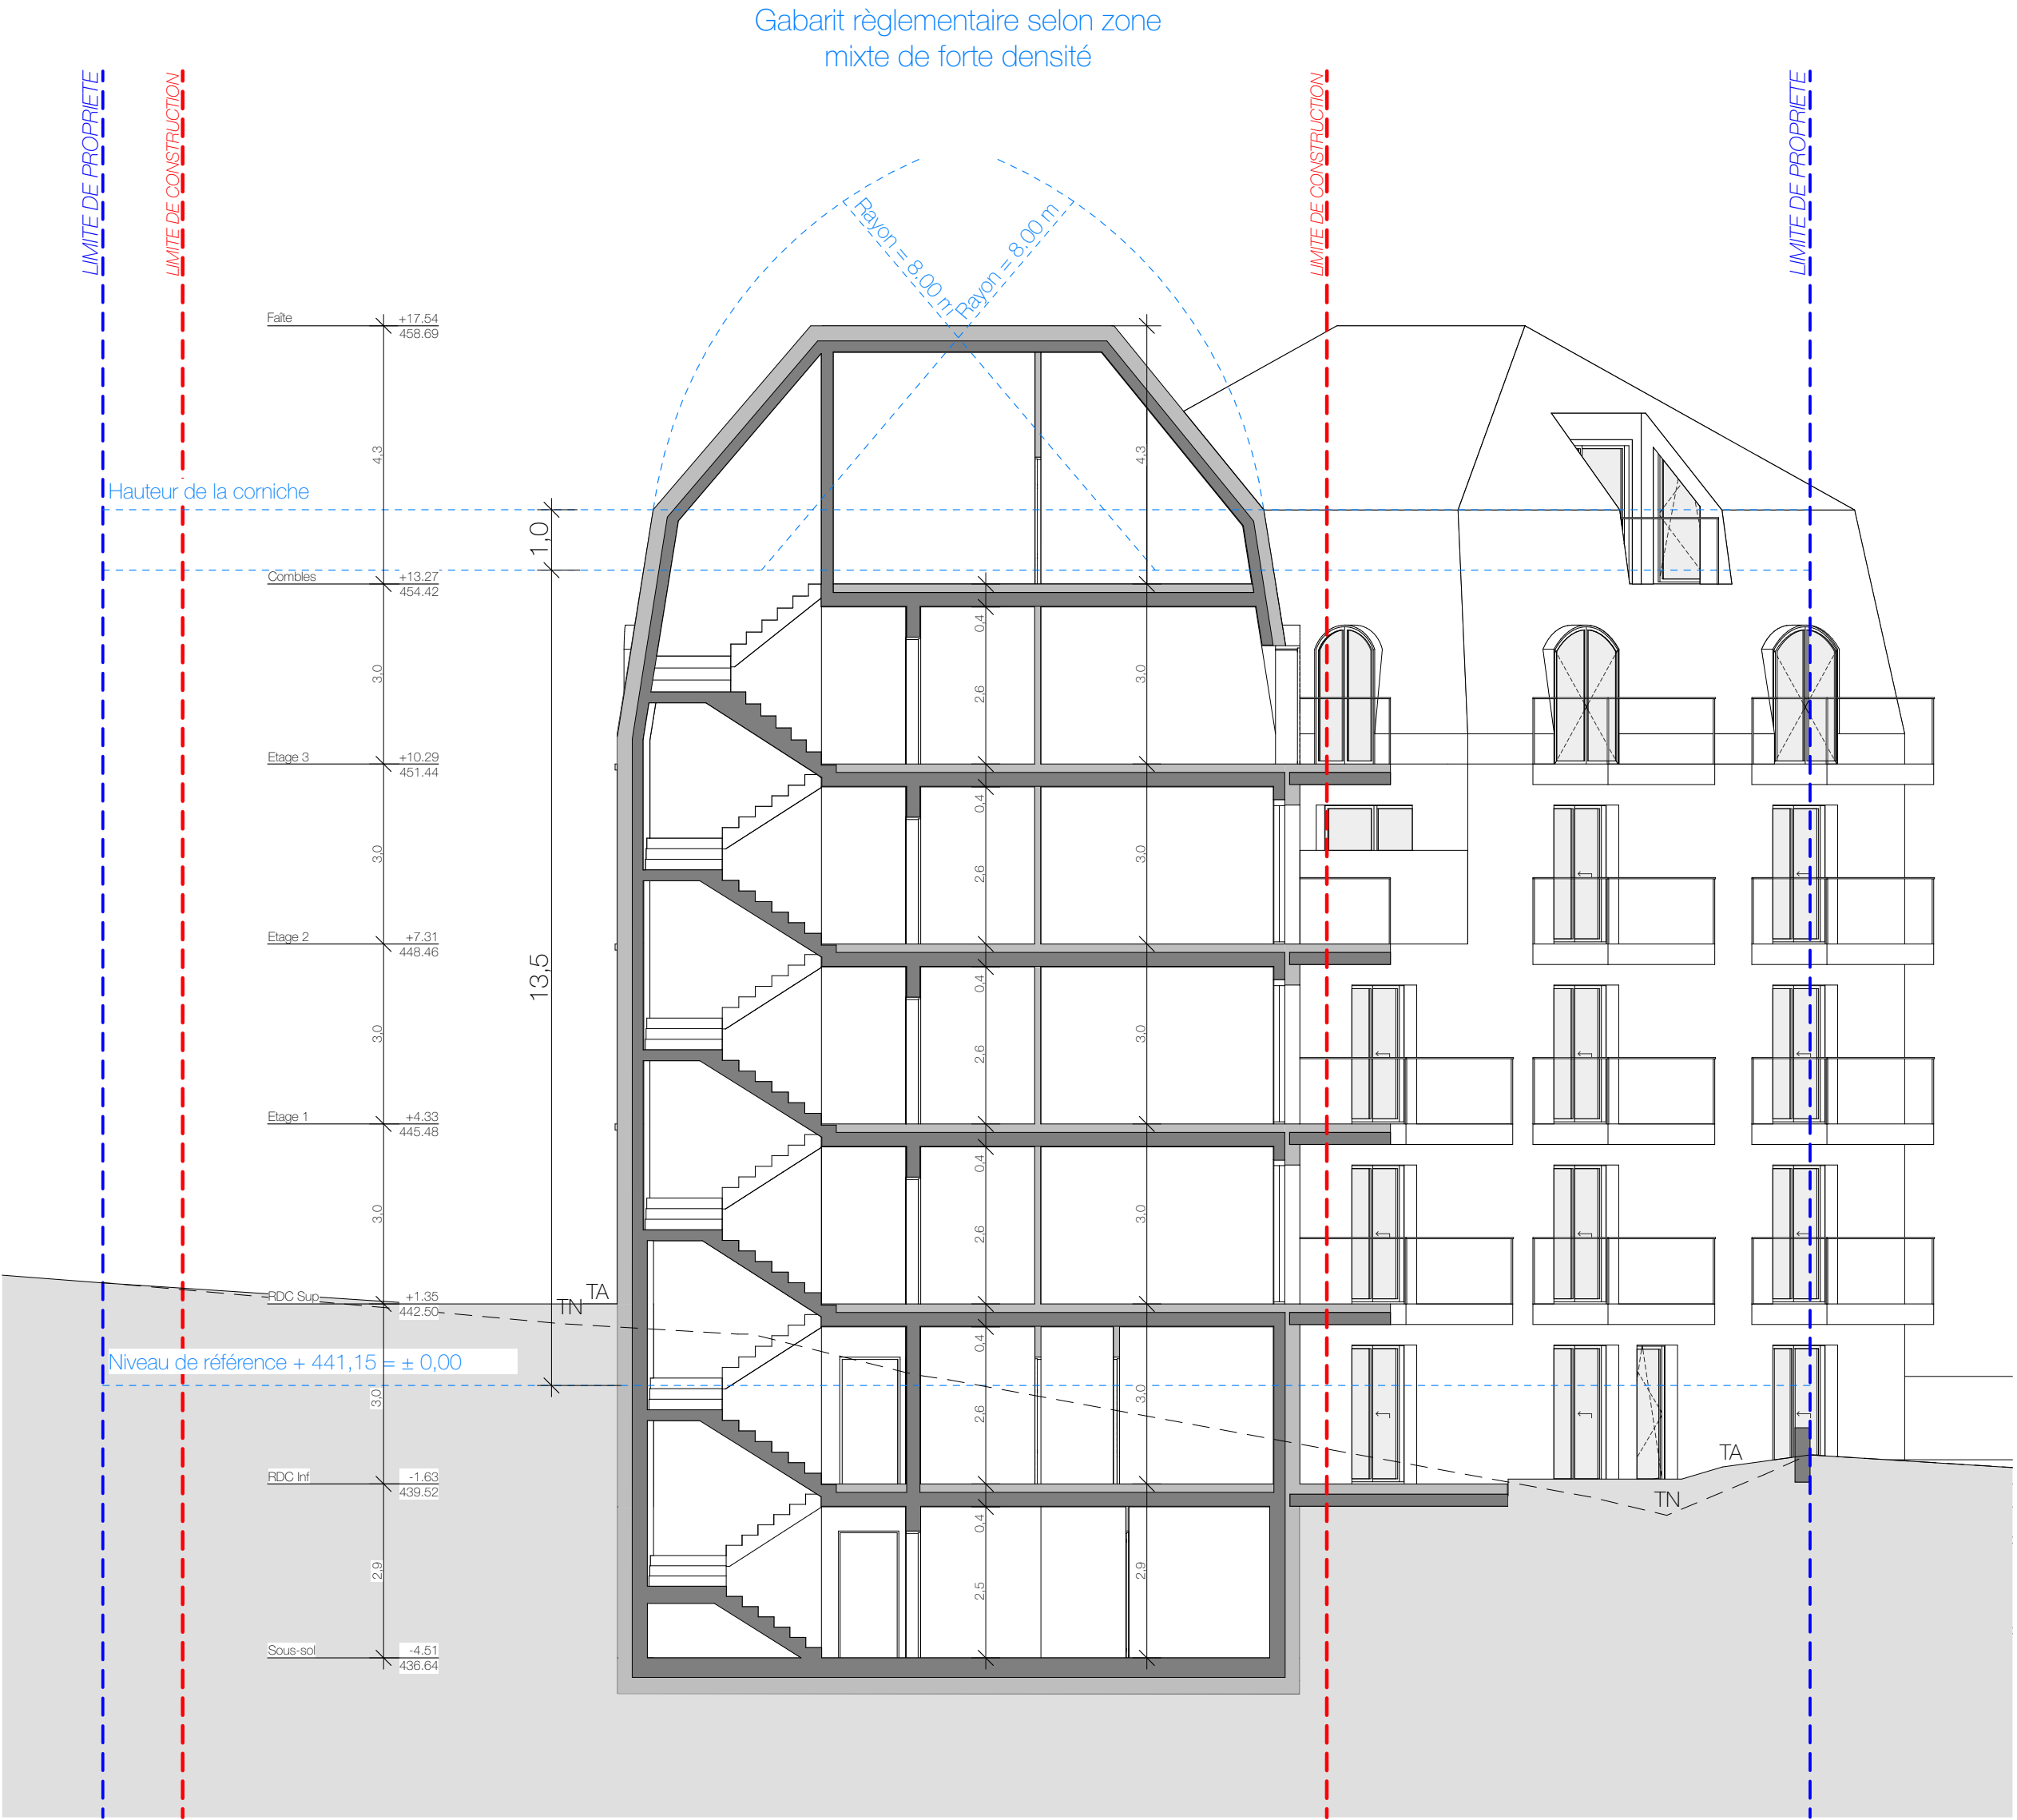 Gabarit règlementaire selon zone
mixte de forte densité
LIMITE DE PROPRIETE
LIMITE DE CONSTRUCTION
LIMITE DE CONSTRUCTION
LIMITE DE PROPRIETE
Rayon = 8.00 m
Rayon = 8.00 m
Faîte
+17.54
458.69
4,3
4,3
Hauteur de la corniche
1,0
Combles
+13.27
454.42
0,4
3,0
2,6
3,0
Etage 3
+10.29
451.44
0,4
3,0
2,6
3,0
Etage 2
+7.31
448.46
13,5
0,4
3,0
2,6
3,0
Etage 1
+4.33
445.48
0,4
3,0
2,6
3,0
RDC Sup
+1.35
442.50
TN
TA
0,4
Niveau de référence + 441,15 = ± 0,00
3,0
2,6
3,0
TA
RDC Inf
-1.63
439.52
TN
0,4
2,9
2,5
2,9
Sous-sol
-4.51
436.64